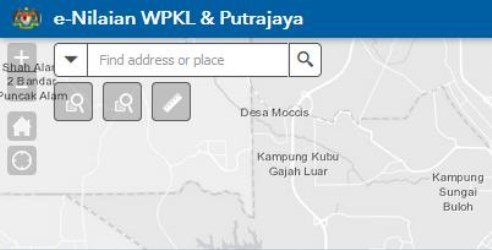 e-Nilaian WPKL & Putrajaya
Find address or place
Shah Alam
2 Bandar
Puncak Alam
Desa Moccis
Kampung Kubu
Gajah Luar
Kampung
Sungai
Buloh